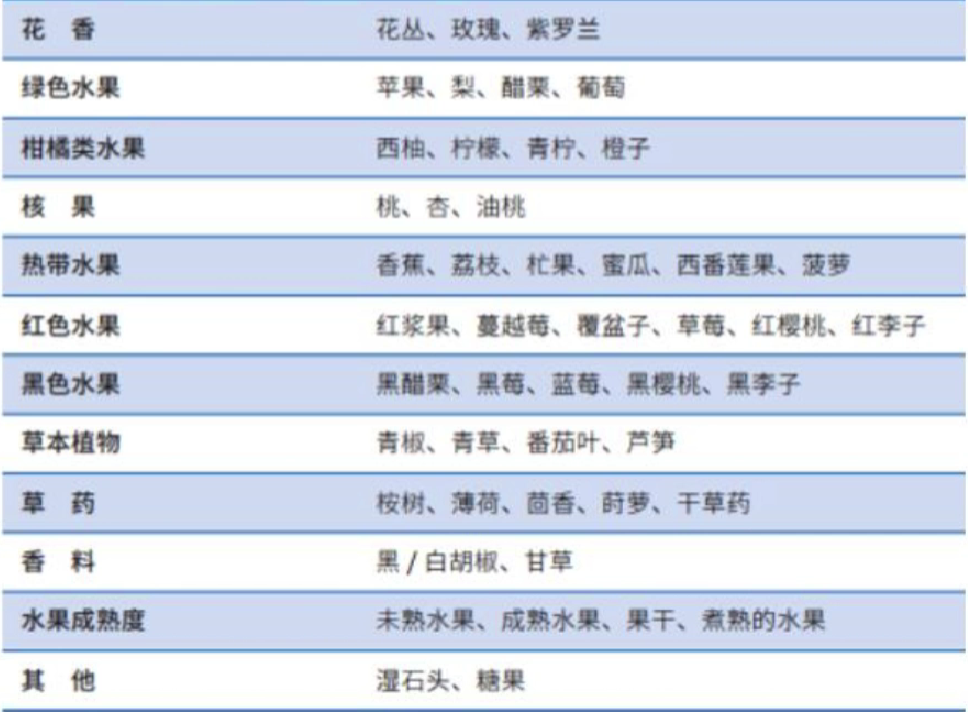 花 香 花丛、玫瑰、紫罗兰
绿色水果 苹果、梨、醋栗、葡萄
柑橘类水果 西柚、柠檬、青柠、橙子
核 果 桃、杏、油桃
热带水果 香蕉、荔枝、杧果、蜜瓜、西番莲果、菠萝
红色水果 红浆果、蔓越莓、覆盆子、草莓、红樱桃、红李子
黑色水果 黑醋栗、黑莓、蓝莓、黑樱桃、黑李子
草本植物 青椒、青草、番茄叶、芦笋
草 药 桉树、薄荷、茴香、莳萝、干草药
香 料 黑 / 白胡椒、甘草
水果成熟度 未熟水果、成熟水果、果干、煮熟的水果
其 他 湿石头、糖果